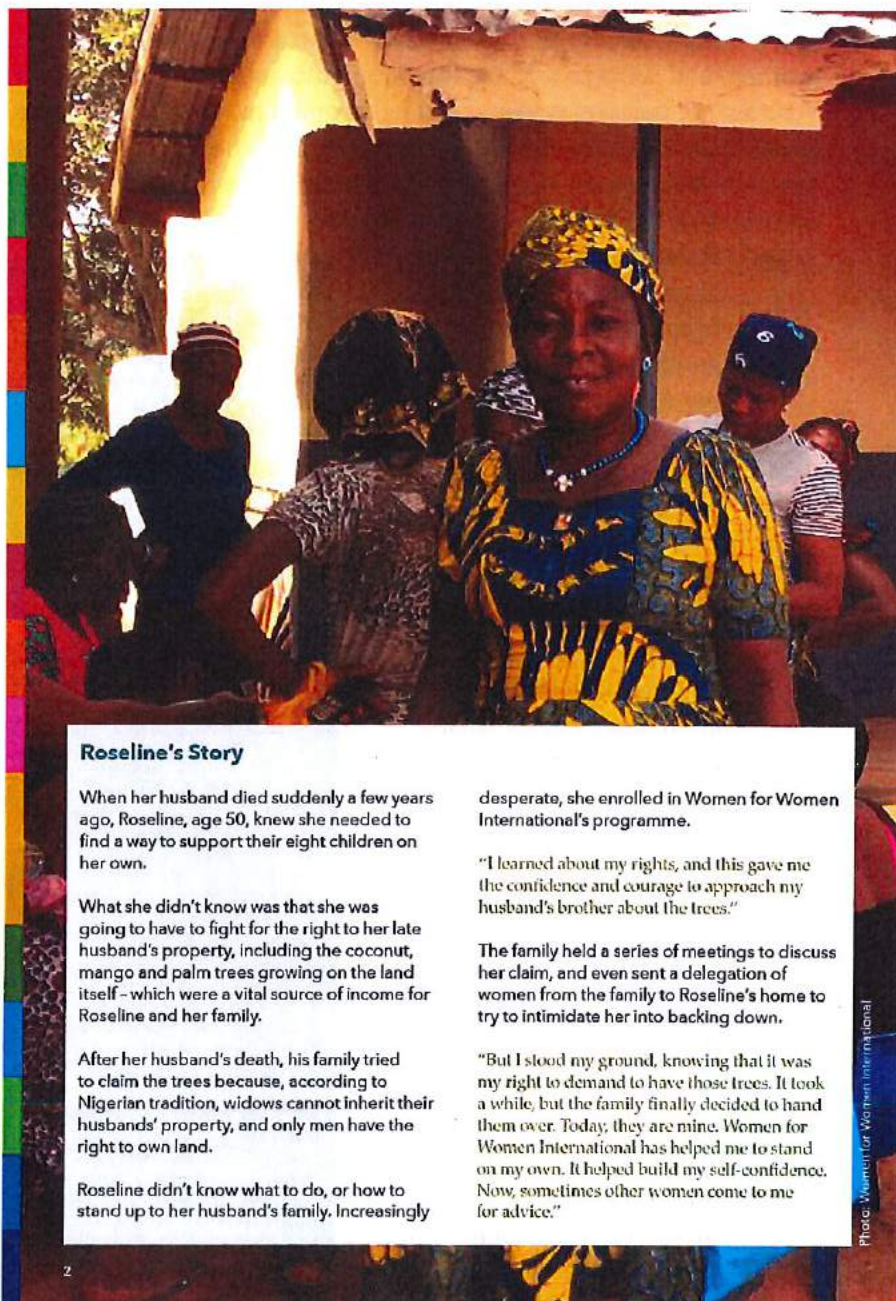 Roseline's Story
When her husband died suddenly a few years
ago, Roseline, age 50, knew she needed to
find a way to support their eight children on
her own.
What she didn't know was that she was
going to have to fight for the right to her late
husband's property, including the coconut,
mango and palm trees growing on the land
itself – which were a vital source of income for
Roseline and her family.
After her husband's death, his family tried
to claim the trees because, according to
Nigerian tradition, widows cannot inherit their
husbands' property, and only men have the
right to own land.
Roseline didn't know what to do, or how to
stand up to her husband's family. Increasingly
desperate, she enrolled in Women for Women
International's programme.
"I learned about my rights, and this gave me
the confidence and courage to approach my
husband's brother about the trees."
The family held a series of meetings to discuss
her claim, and even sent a delegation of
women from the family to Roseline's home to
try to intimidate her into backing down.
"But I stood my ground, knowing that it was
my right to demand to have those trees. It took
a while, but the family finally decided to hand
them over. Today, they are mine. Women for
Women International has helped me to stand
on my own. It helped build my self-confidence.
Now, sometimes other women come to me
for advice."
Photo: Women for Women International
2